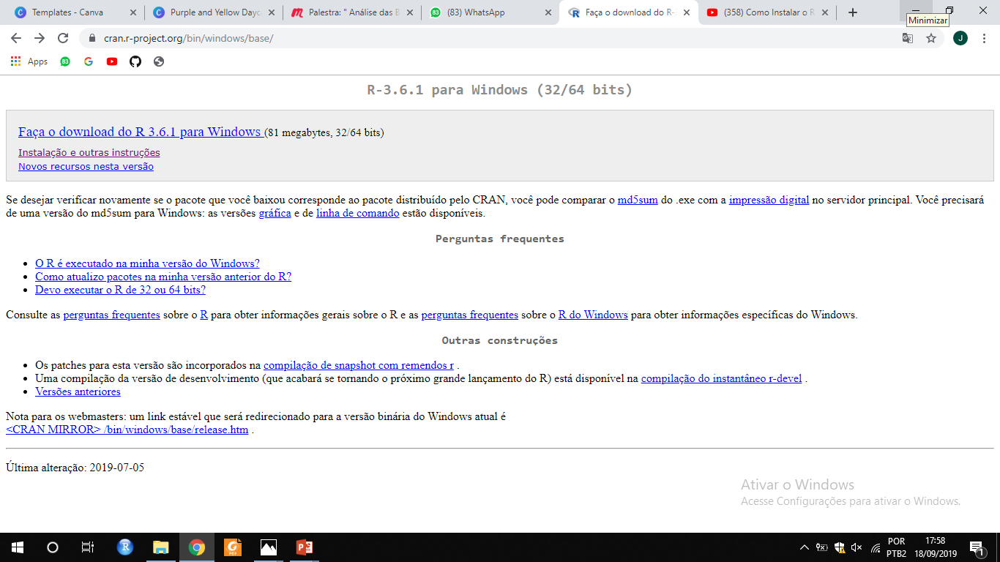 Templates - Canva
Purple and Yellow Dayc
Palestra: " Análise das B
(83) WhatsApp
Faça o download do R-
(358) Como Instalar o R
Minimizar
cran.r-project.org/bin/windows/base/
J
Apps
83
R-3.6.1 para Windows (32/64 bits)
Faça o download do R 3.6.1 para Windows (81 megabytes, 32/64 bits)
Instalação e outras instruções
Novos recursos nesta versão
Se desejar verificar novamente se o pacote que você baixou corresponde ao pacote distribuído pelo CRAN, você pode comparar o md5sum do .exe com a impressão digital no servidor principal. Você precisará
de uma versão do md5sum para Windows: as versões gráfica e de linha de comando estão disponíveis.
Perguntas frequentes
O R é executado na minha versão do Windows?
Como atualizo pacotes na minha versão anterior do R?
Devo executar o R de 32 ou 64 bits?
Consulte as perguntas frequentes sobre o R para obter informações gerais sobre o R e as perguntas frequentes sobre o R do Windows para obter informações específicas do Windows.
Outras construções
Os patches para esta versão são incorporados na compilação de snapshot com remendos r .
Uma compilação da versão de desenvolvimento (que acabará se tornando o próximo grande lançamento do R) está disponível na compilação do instantâneo r-devel .
Versões anteriores
Nota para os webmasters: um link estável que será redirecionado para a versão binária do Windows atual é
<CRAN MIRROR> /bin/windows/base/release.htm .
Última alteração: 2019-07-05
Ativar o Windows
Acesse Configurações para ativar o Windows.
POR
PTB2
17:58
18/09/2019
1